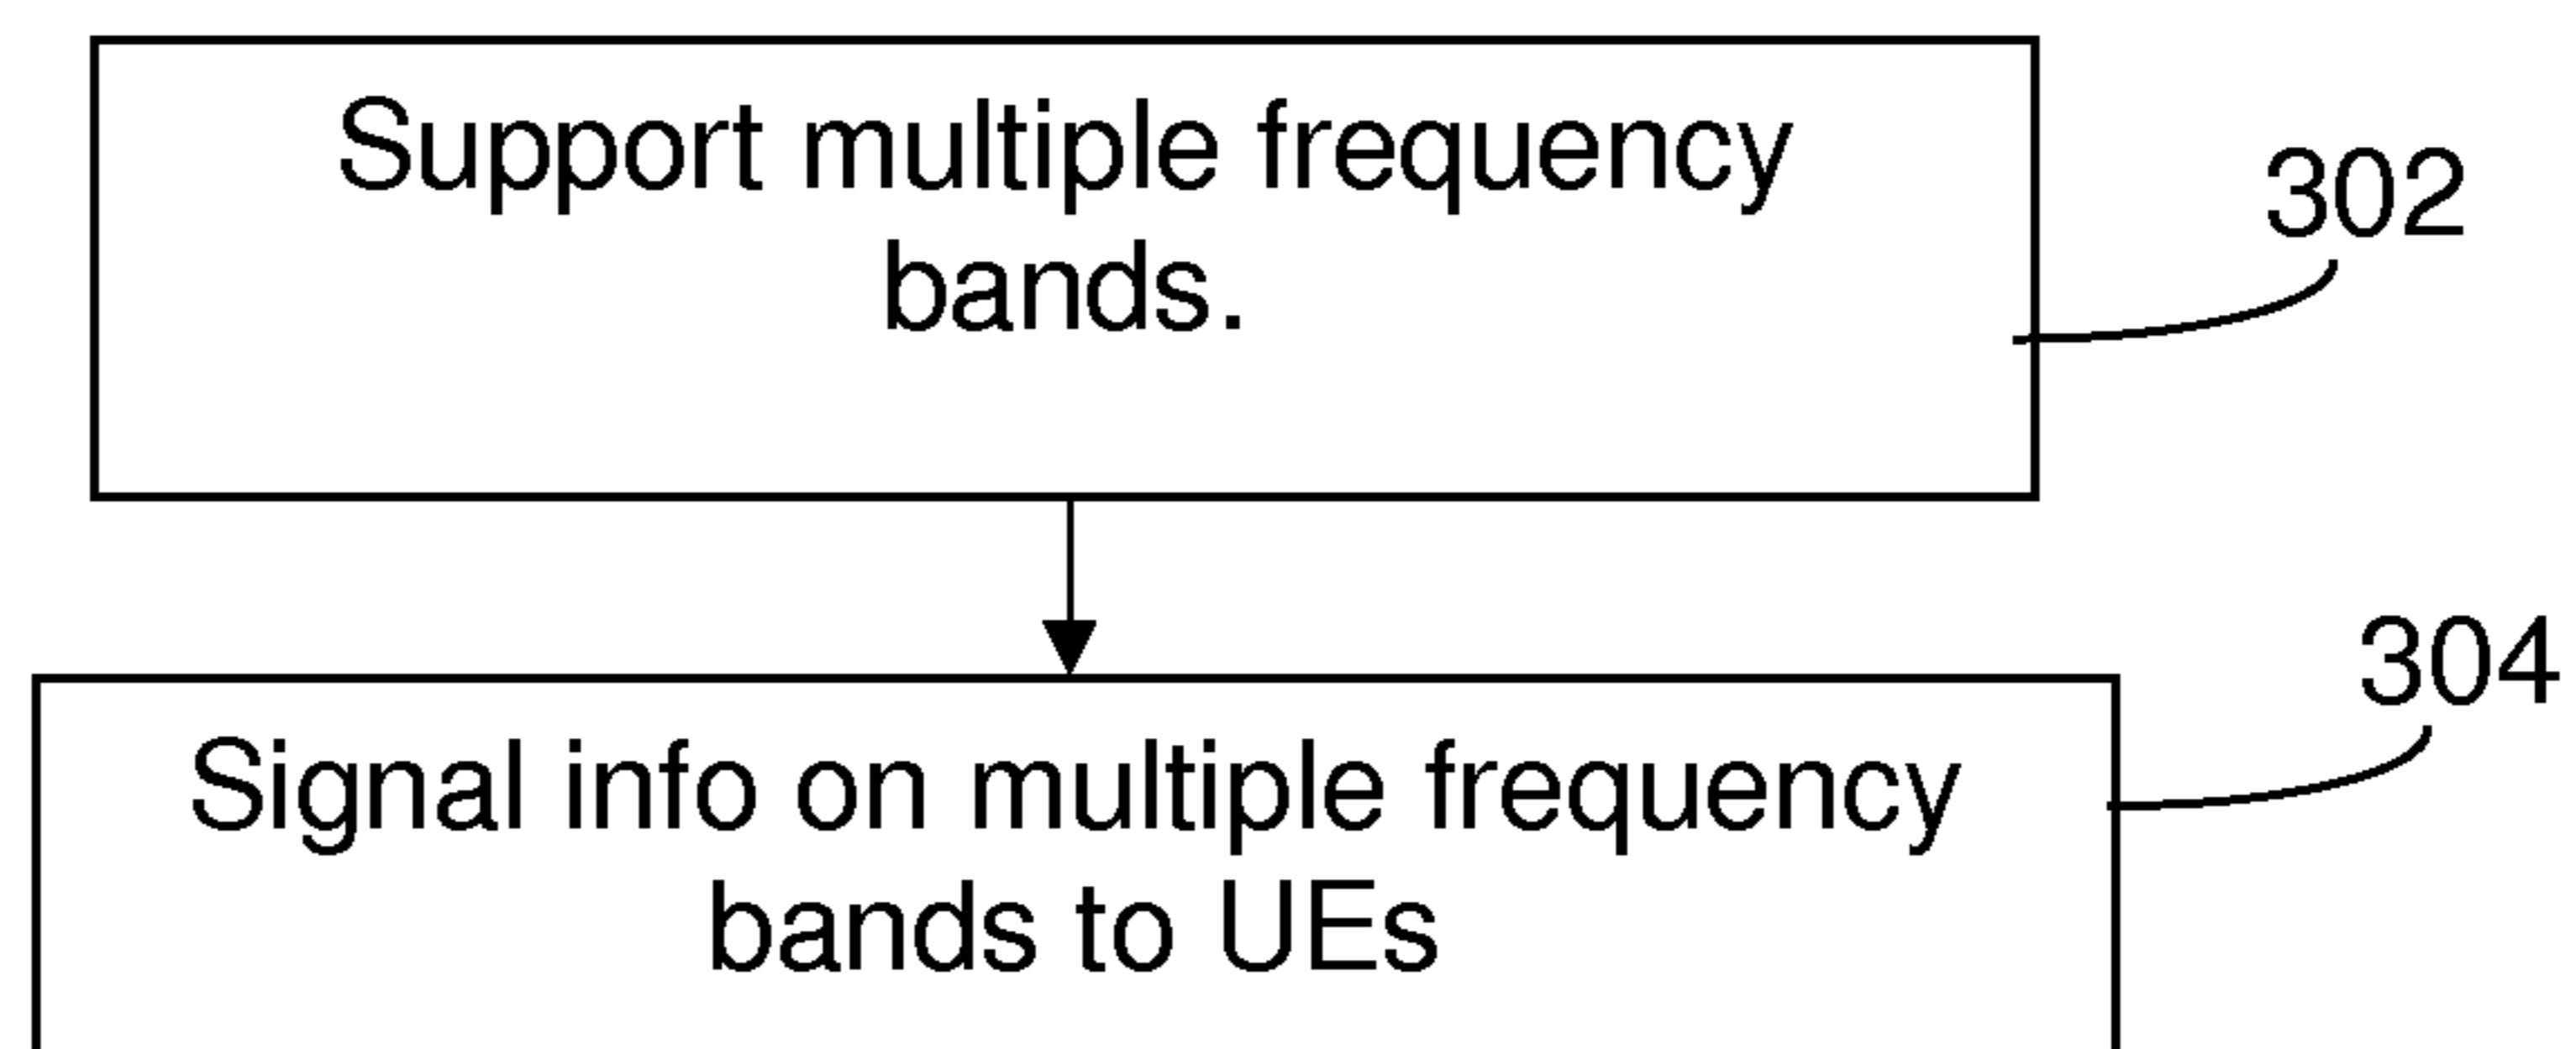 Support multiple frequency
bands.
302
304
Signal info on multiple frequency
bands to UEs